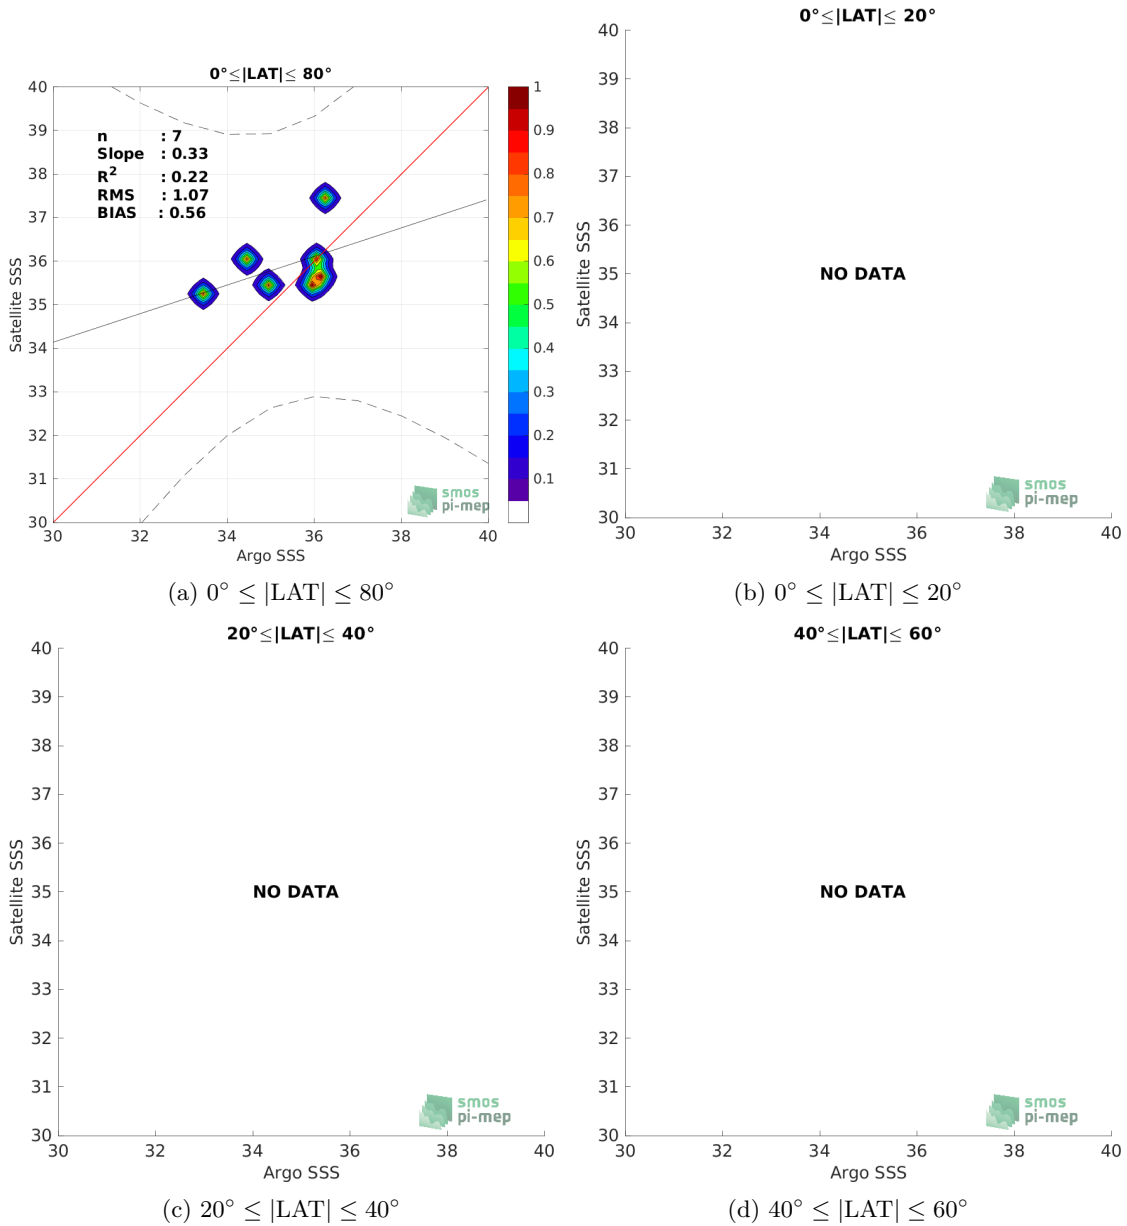 0°≤|LAT|≤ 80°
40
39
38
37
36
35
34
33
32
31
30
Satellite SSS
n : 7
Slope : 0.33
R² : 0.22
RMS : 1.07
BIAS : 0.56
smos
pi-mep
30 32 34 36 38 40
Argo SSS
1
0.9
0.8
0.7
0.6
0.5
0.4
0.3
0.2
0.1
(a) 0° ≤ |LAT| ≤ 80°
0°≤|LAT|≤ 20°
40
39
38
37
36
35
34
33
32
31
30
Satellite SSS
NO DATA
smos
pi-mep
30 32 34 36 38 40
Argo SSS
(b) 0° ≤ |LAT| ≤ 20°
20°≤|LAT|≤ 40°
40
39
38
37
36
35
34
33
32
31
30
Satellite SSS
NO DATA
smos
pi-mep
30 32 34 36 38 40
Argo SSS
(c) 20° ≤ |LAT| ≤ 40°
40°≤|LAT|≤ 60°
40
39
38
37
36
35
34
33
32
31
30
Satellite SSS
NO DATA
smos
pi-mep
30 32 34 36 38 40
Argo SSS
(d) 40° ≤ |LAT| ≤ 60°